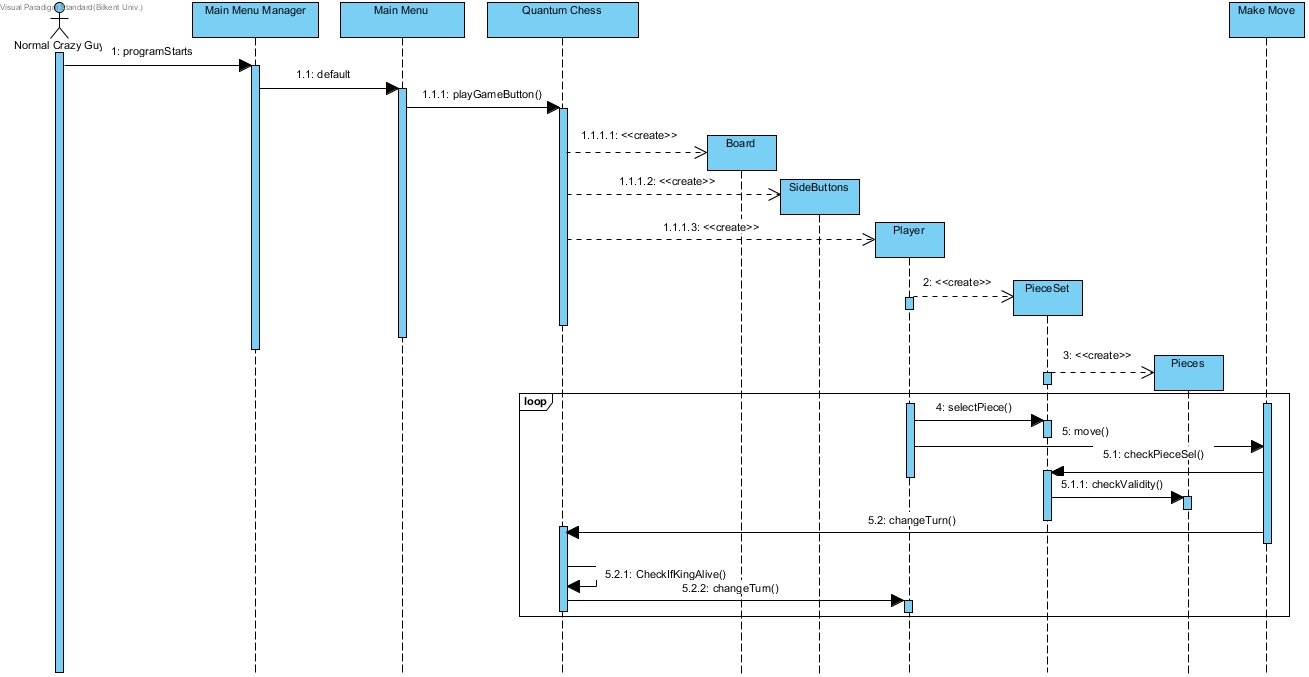 Visual Paradigm Standard(Bilkent Univ.)
Main Menu Manager
Main Menu
Quantum Chess
Make Move
Normal Crazy Guy
1: programStarts
1.1: default
1.1.1: playGameButton()
1.1.1.1: <<create>>
Board
1.1.1.2: <<create>>
SideButtons
1.1.1.3: <<create>>
Player
2: <<create>>
PieceSet
3: <<create>>
Pieces
loop
4: selectPiece()
5: move()
5.1: checkPieceSel()
5.1.1: checkValidity()
5.2: changeTurn()
5.2.1: CheckIfKingAlive()
5.2.2: changeTurn()